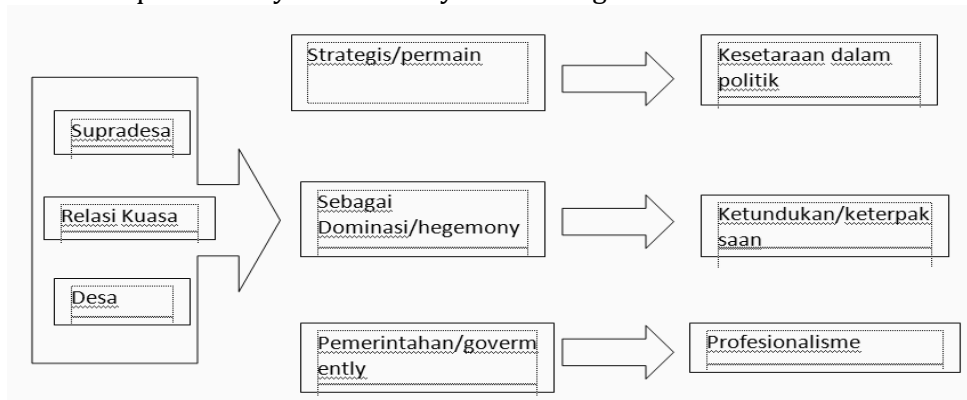 Supradesa
Relasi Kuasa
Desa
Strategis/permain
Sebagai
Dominasi/hegemony
Pemerintahan/goverm
ently
Kesetaraan dalam
politik
Ketundukan/keterpak
saan
Profesionalisme